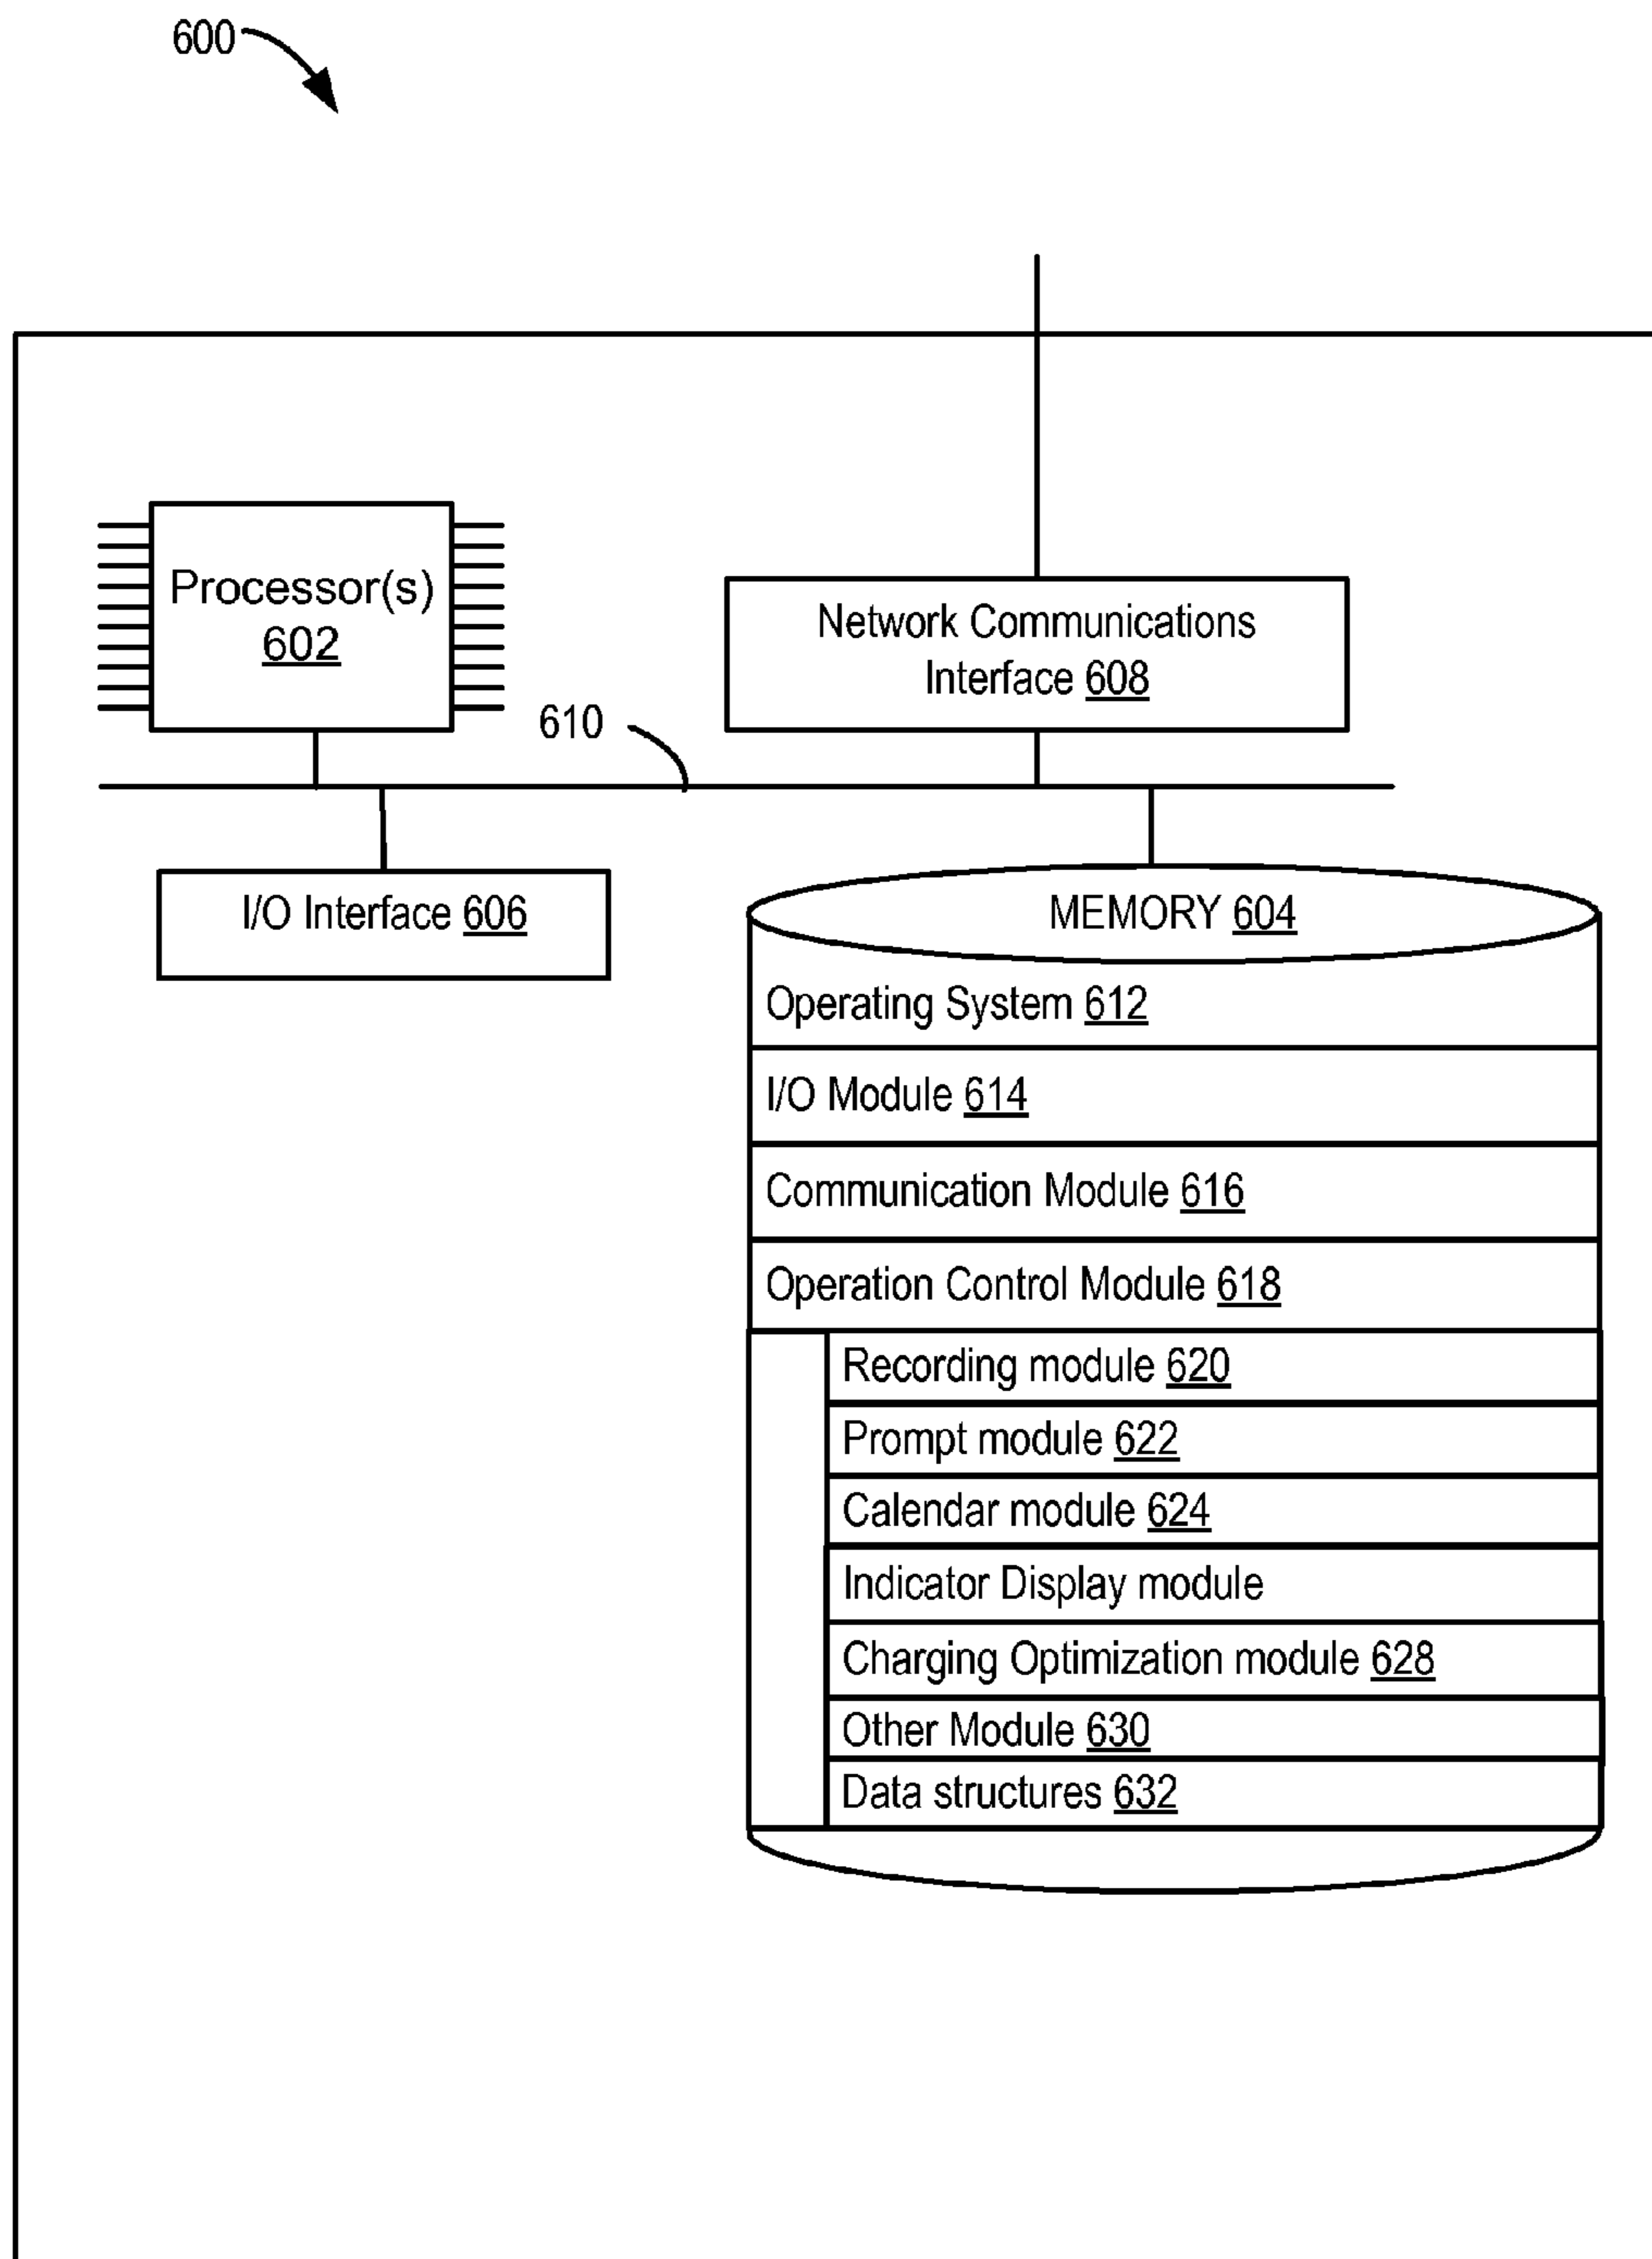 600
Processor(s)
602
Network Communications
Interface 608
610
I/O Interface 606
MEMORY 604
Operating System 612
I/O Module 614
Communication Module 616
Operation Control Module 618
Recording module 620
Prompt module 622
Calendar module 624
Indicator Display module
Charging Optimization module 628
Other Module 630
Data structures 632